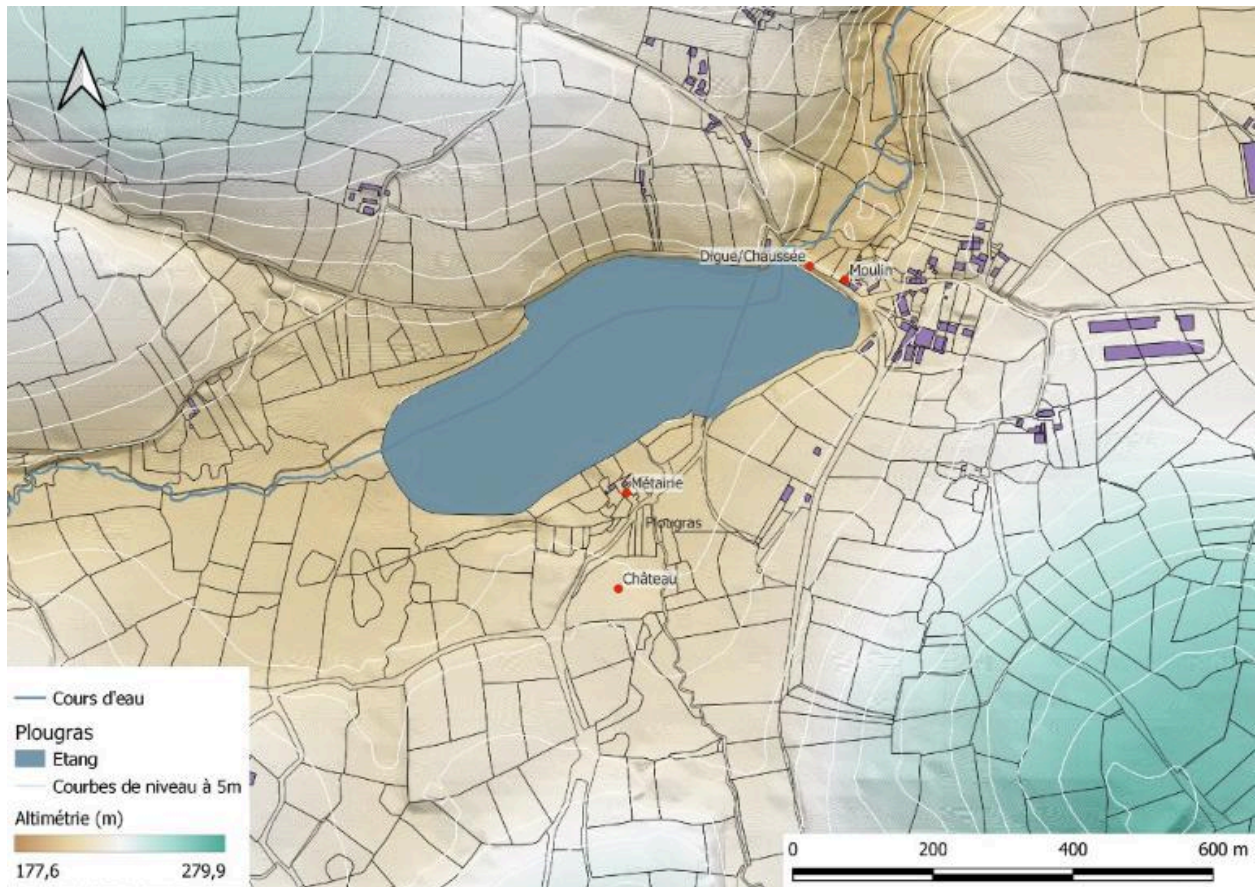 Digue/Chaussée
Moulin
Métairie
Plougras
Château
Cours d'eau
Plougras
Etang
Courbes de niveau à 5m
Altimétrie (m)
177,6 279,9
0 200 400 600 m